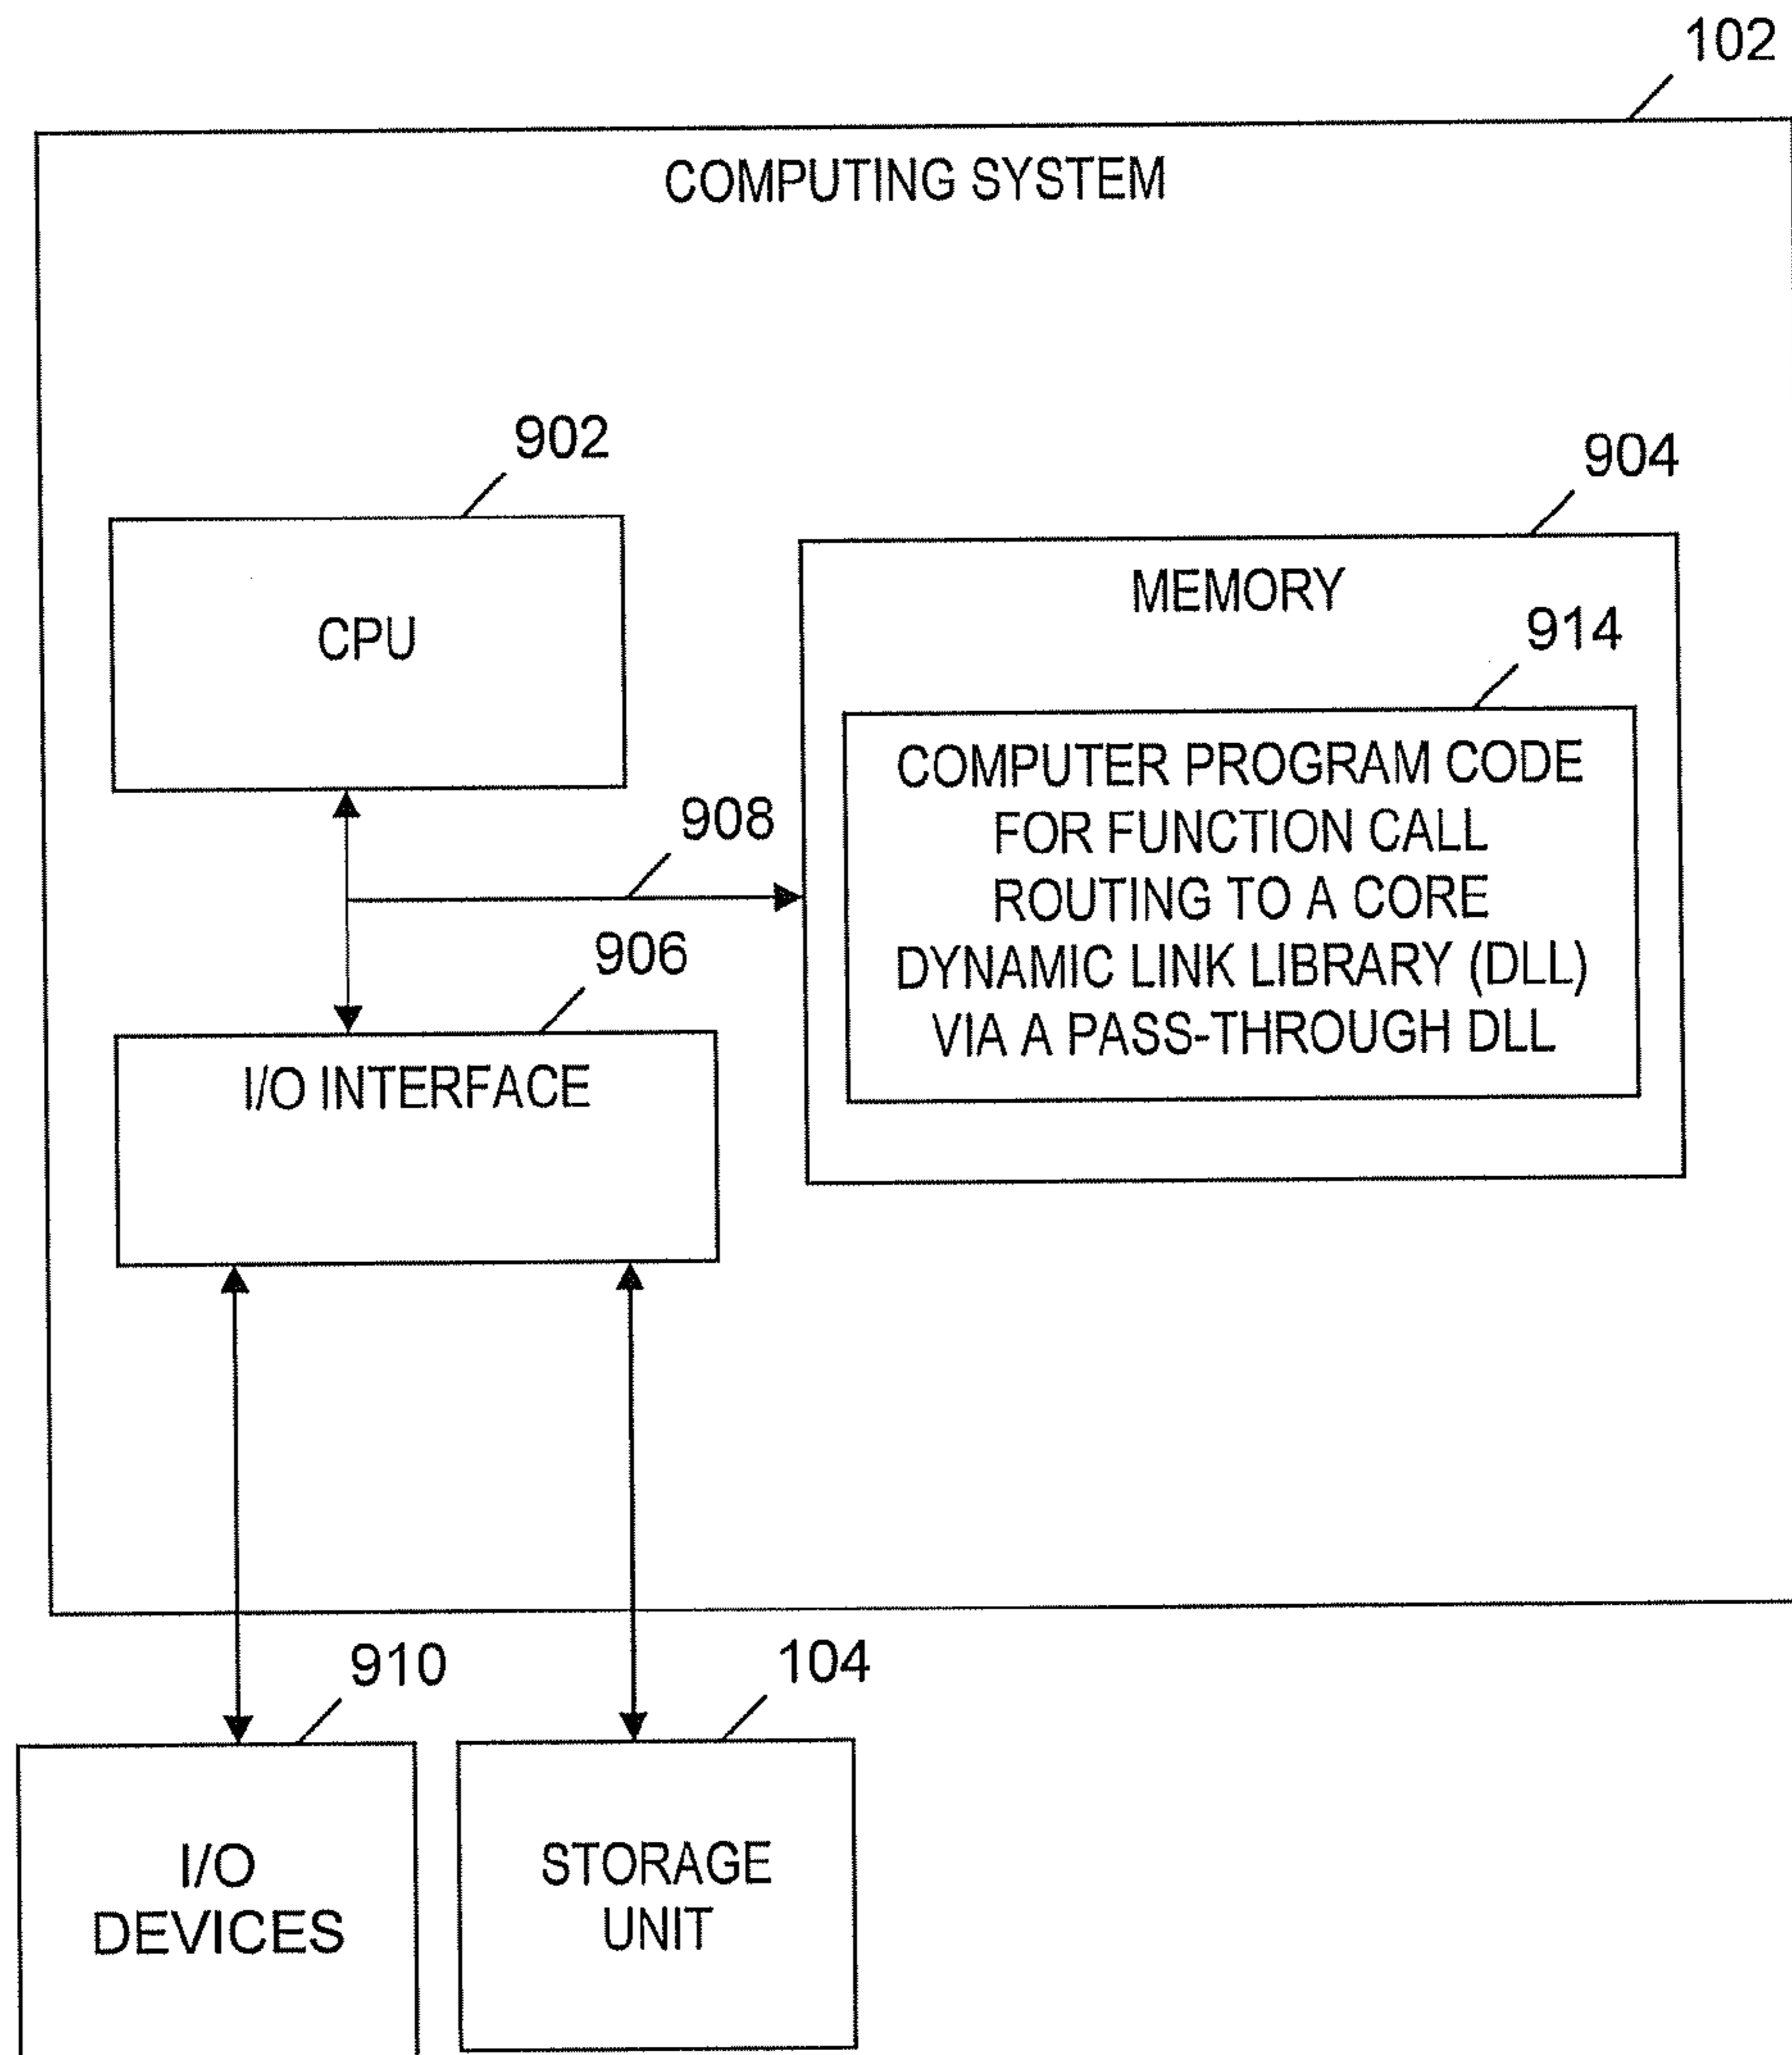 102
COMPUTING SYSTEM
902
CPU
904
MEMORY
914
COMPUTER PROGRAM CODE
FOR FUNCTION CALL
ROUTING TO A CORE
DYNAMIC LINK LIBRARY (DLL)
VIA A PASS-THROUGH DLL
908
906
I/O INTERFACE
910
I/O
DEVICES
104
STORAGE
UNIT